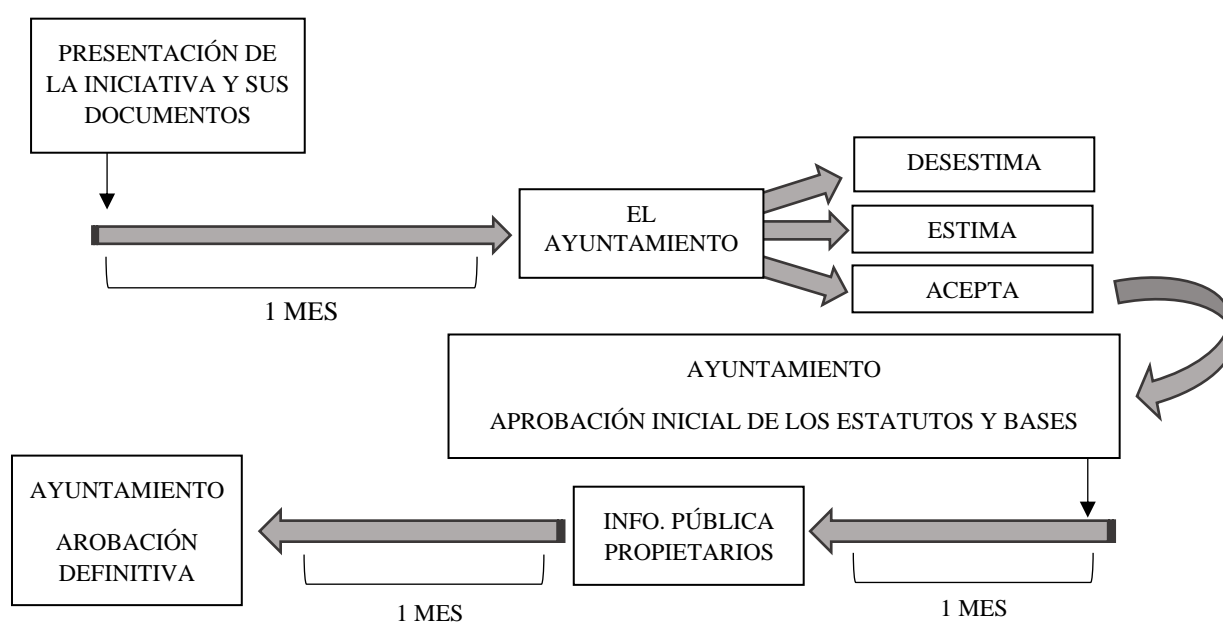 PRESENTACIÓN DE
LA INICIATIVA Y SUS
DOCUMENTOS
1 MES
EL
AYUNTAMIENTO
DESESTIMA
ESTIMA
ACEPTA
AYUNTAMIENTO
APROBACIÓN INICIAL DE LOS ESTATUTOS Y BASES
1 MES
INFO. PÚBLICA
PROPIETARIOS
1 MES
AYUNTAMIENTO
AROBACIÓN
DEFINITIVA